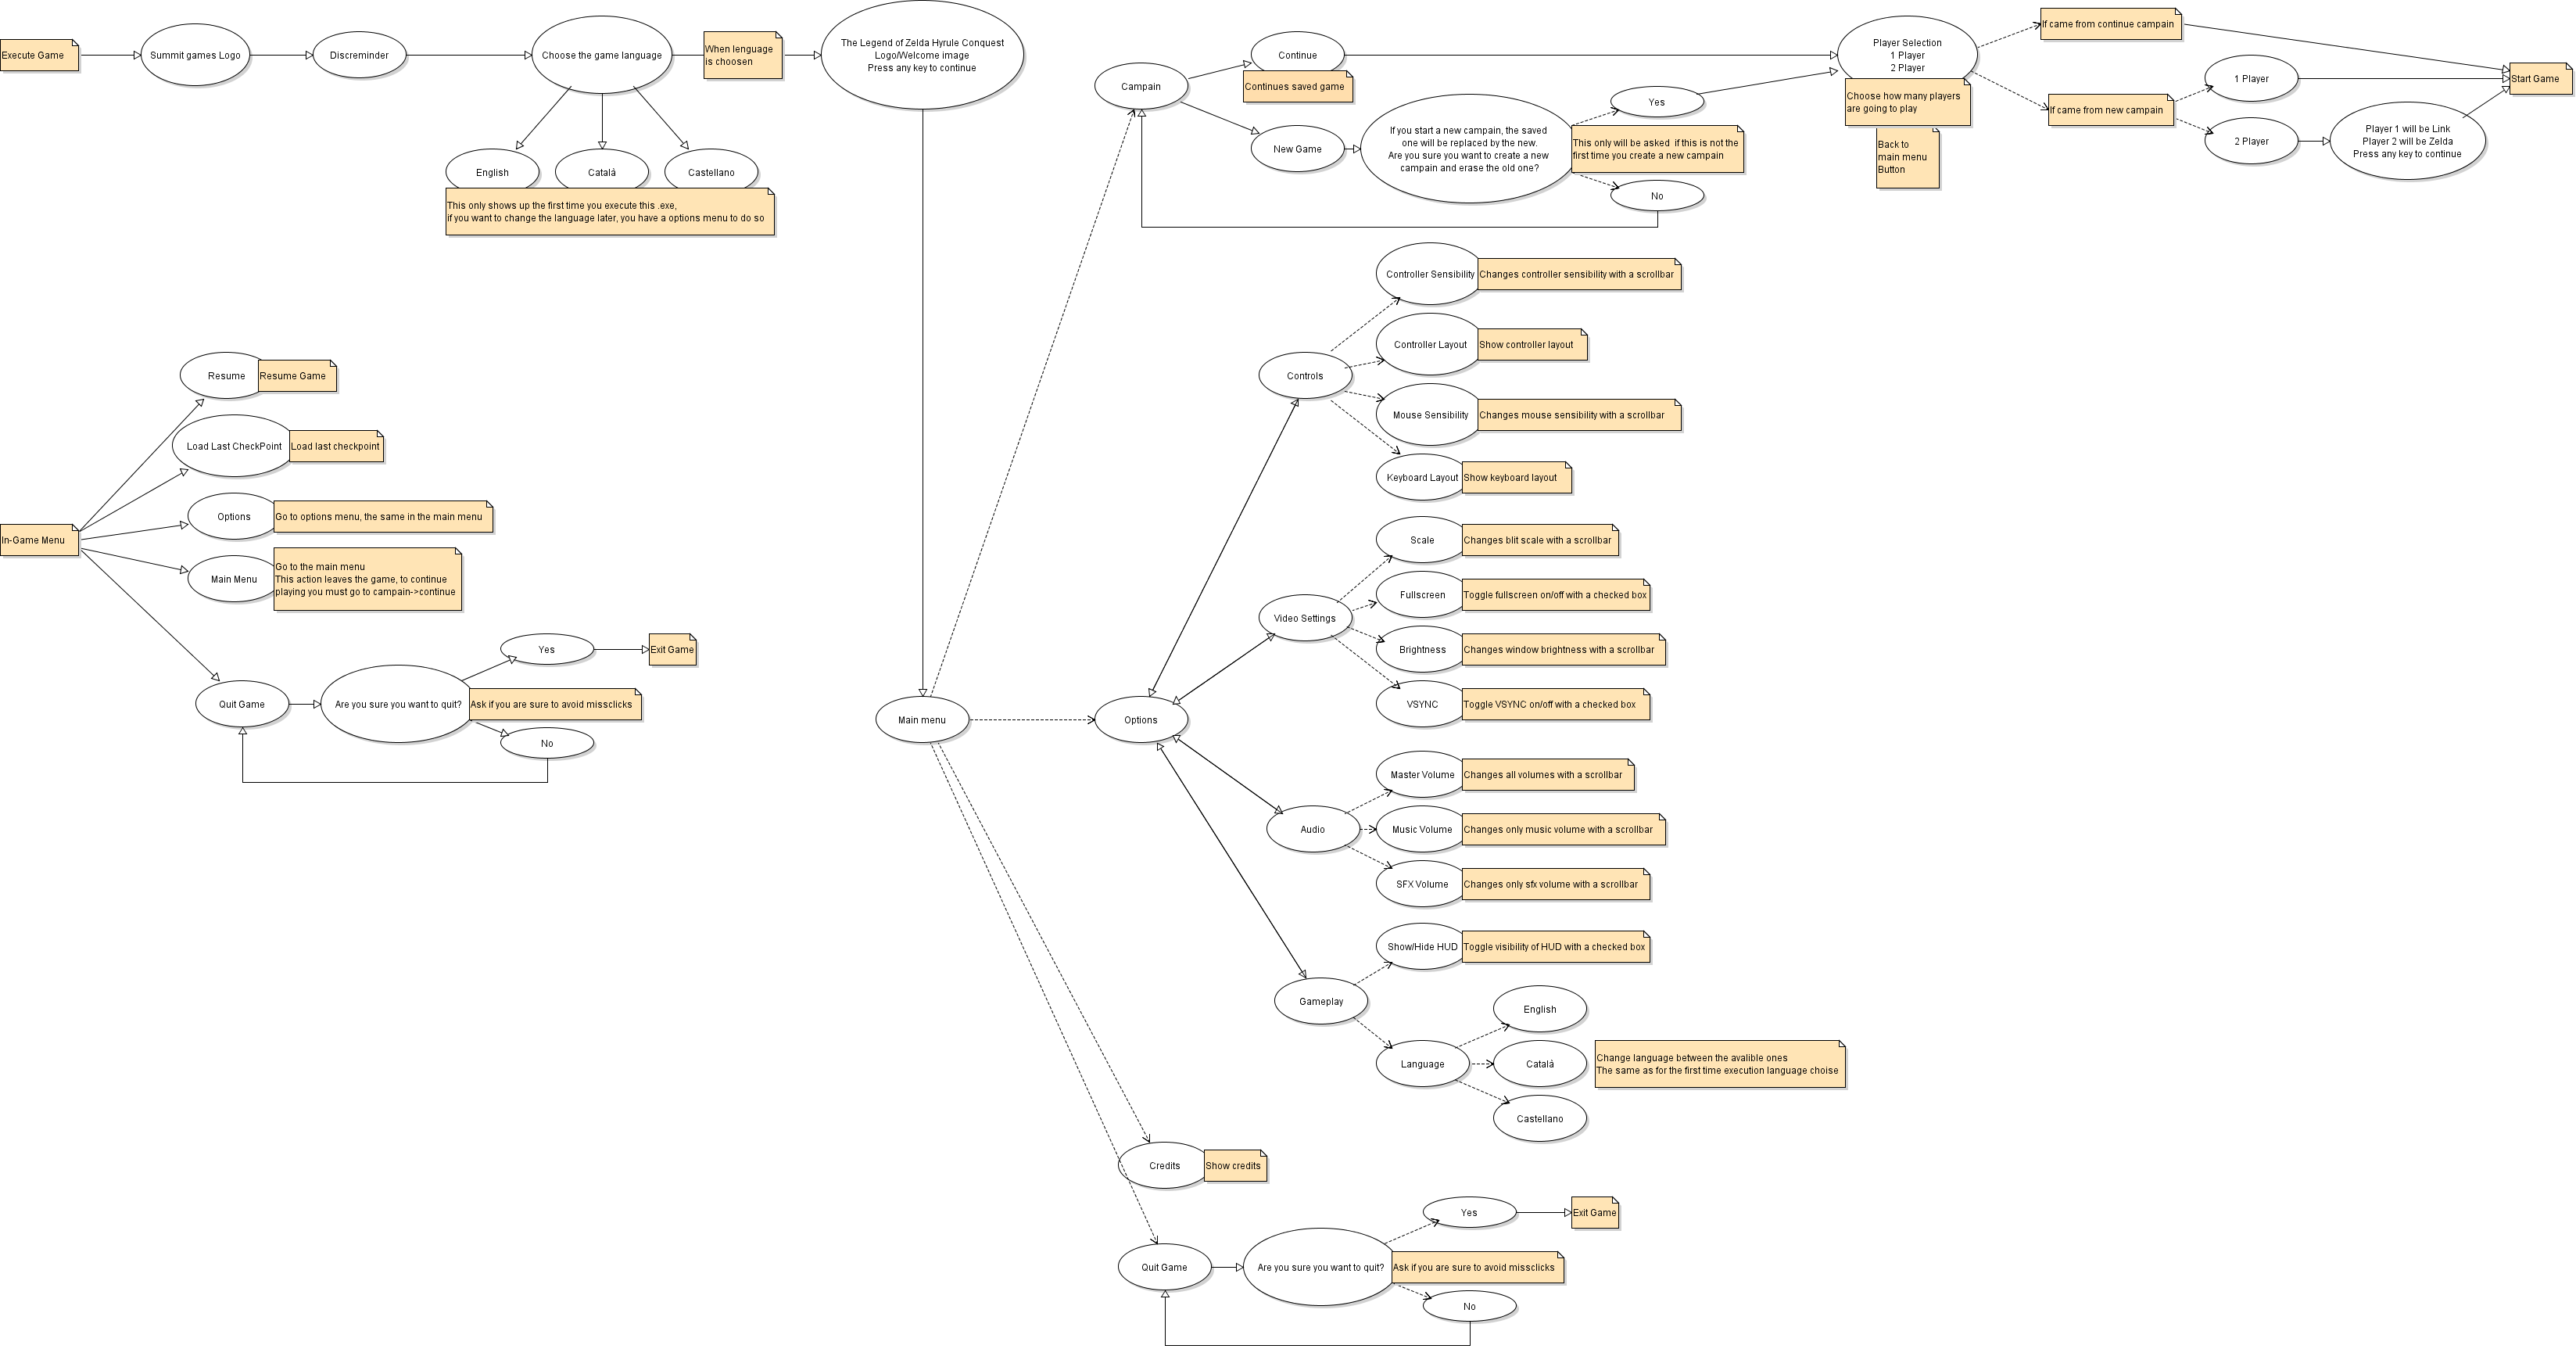 Execute Game
Summit games Logo
Discreminder
Choose the game language
When lenguage
is choosen
The Legend of Zelda Hyrule Conquest
Logo/Welcome image
Press any key to continue
English
Català
Castellano
This only shows up the first time you execute this .exe,
if you want to change the language later, you have a options menu to do so
Campain
Continue
Continues saved game
New Game
If you start a new campain, the saved
one will be replaced by the new.
Are you sure you want to create a new
campain and erase the old one?
Yes
This only will be asked  if this is not the
first time you create a new campain
No
Player Selection
1 Player
2 Player
Choose how many players
are going to play
Back to
main menu
Button
If came from continue campain
If came from new campain
1 Player
2 Player
Player 1 will be Link
Player 2 will be Zelda
Press any key to continue
Start Game
In-Game Menu
Resume
Resume Game
Load Last CheckPoint
Load last checkpoint
Options
Go to options menu, the same in the main menu
Main Menu
Go to the main menu
This action leaves the game, to continue
playing you must go to campain->continue
Quit Game
Are you sure you want to quit?
Yes
Exit Game
Ask if you are sure to avoid missclicks
No
Main menu
Options
Controls
Controller Sensibility
Changes controller sensibility with a scrollbar
Controller Layout
Show controller layout
Mouse Sensibility
Changes mouse sensibility with a scrollbar
Keyboard Layout
Show keyboard layout
Video Settings
Scale
Changes blit scale with a scrollbar
Fullscreen
Toggle fullscreen on/off with a checked box
Brightness
Changes window brightness with a scrollbar
VSYNC
Toggle VSYNC on/off with a checked box
Audio
Master Volume
Changes all volumes with a scrollbar
Music Volume
Changes only music volume with a scrollbar
SFX Volume
Changes only sfx volume with a scrollbar
Gameplay
Show/Hide HUD
Toggle visibility of HUD with a checked box
Language
English
Català
Castellano
Change language between the avalible ones
The same as for the first time execution language choise
Credits
Show credits
Quit Game
Are you sure you want to quit?
Yes
Exit Game
Ask if you are sure to avoid missclicks
No